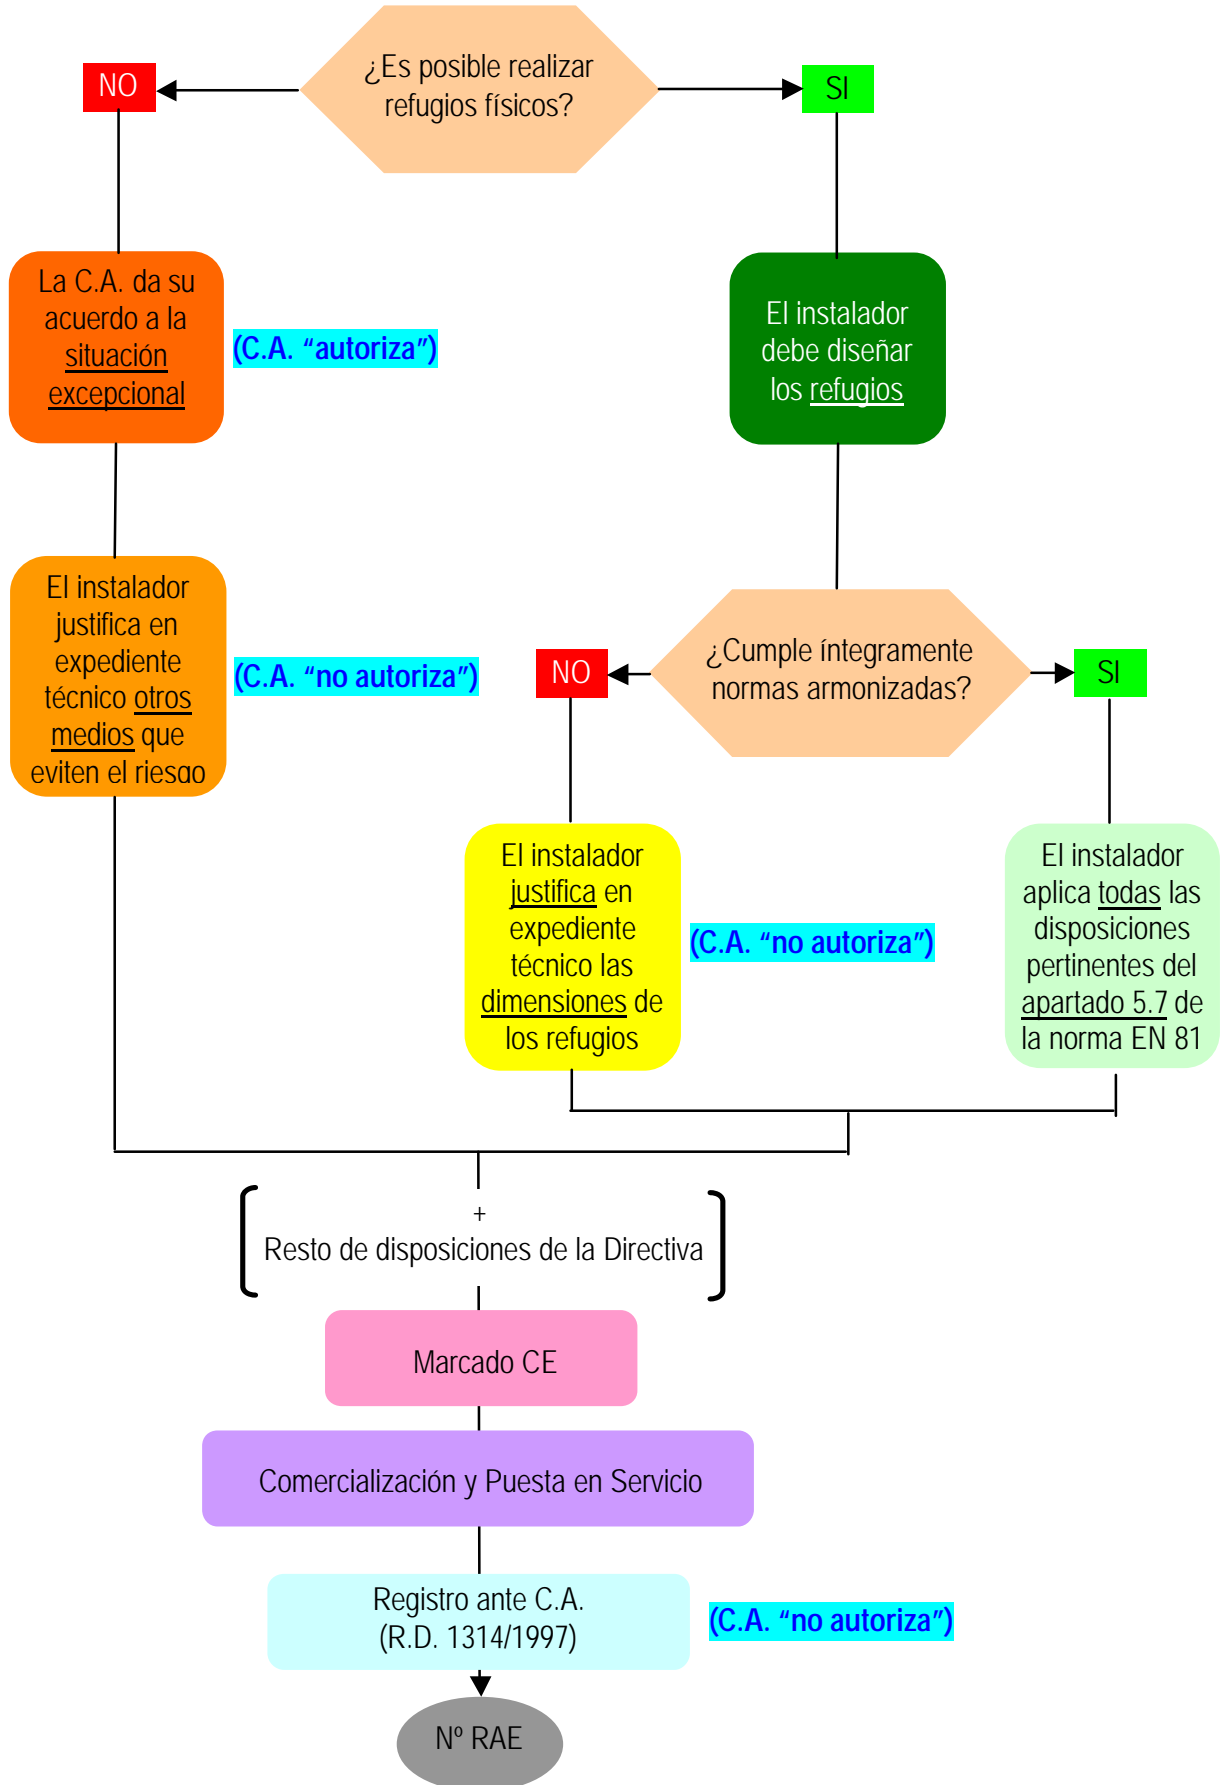 ¿Es posible realizar
refugios físicos?
NO
SI
La C.A. da su
acuerdo a la
situación
excepcional
(C.A. “autoriza”)
El instalador
debe diseñar
los refugios
El instalador
justifica en
expediente
técnico otros
medios que
eviten el riesgo
(C.A. “no autoriza”)
¿Cumple íntegramente
normas armonizadas?
NO
SI
El instalador
justifica en
expediente
técnico las
dimensiones de
los refugios
(C.A. “no autoriza”)
El instalador
aplica todas las
disposiciones
pertinentes del
apartado 5.7 de
la norma EN 81
+
Resto de disposiciones de la Directiva
Marcado CE
Comercialización y Puesta en Servicio
Registro ante C.A.
(R.D. 1314/1997)
(C.A. “no autoriza”)
Nº RAE